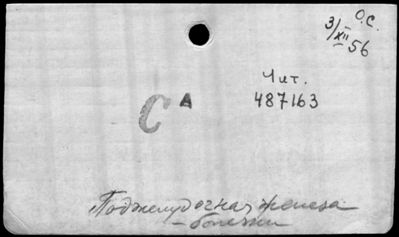 О.С.
3/XII
56
Чит.
487163
С А
Поджелудочная железа
– болезни